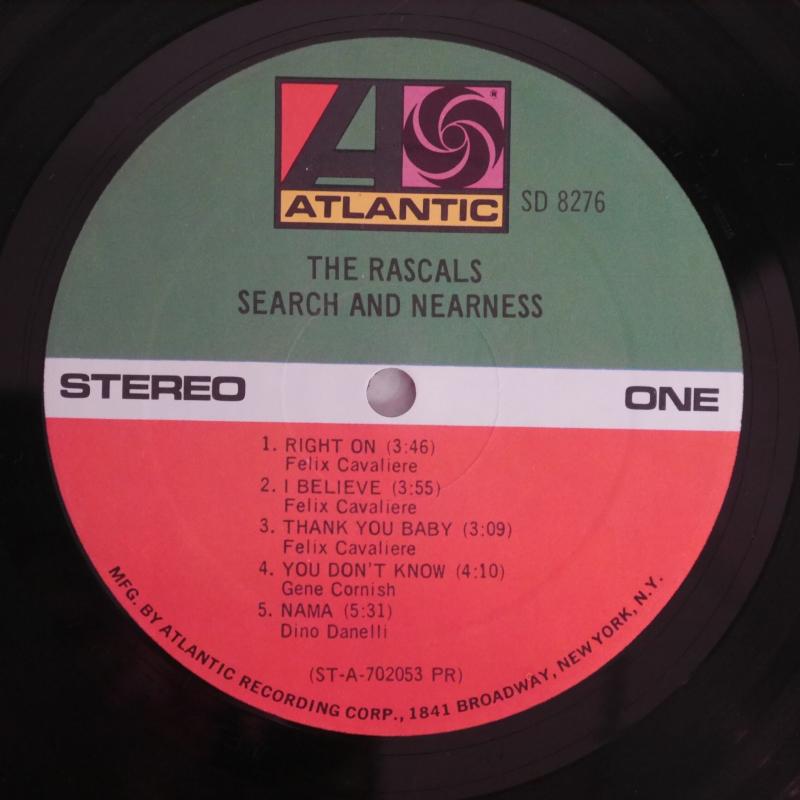 ATLANTIC
®
SD 8276
THE RASCALS
SEARCH AND NEARNESS
STEREO
ONE
1. RIGHT ON (3:46)
Felix Cavaliere
2. I BELIEVE (3:55)
Felix Cavaliere
3. THANK YOU BABY (3:09)
Felix Cavaliere
4. YOU DON'T KNOW (4:10)
Gene Cornish
5. NAMA (5:31)
Dino Danelli
(ST-A-702053 PR)
MFG. BY ATLANTIC RECORDING CORP., 1841 BROADWAY, NEW YORK, N.Y.